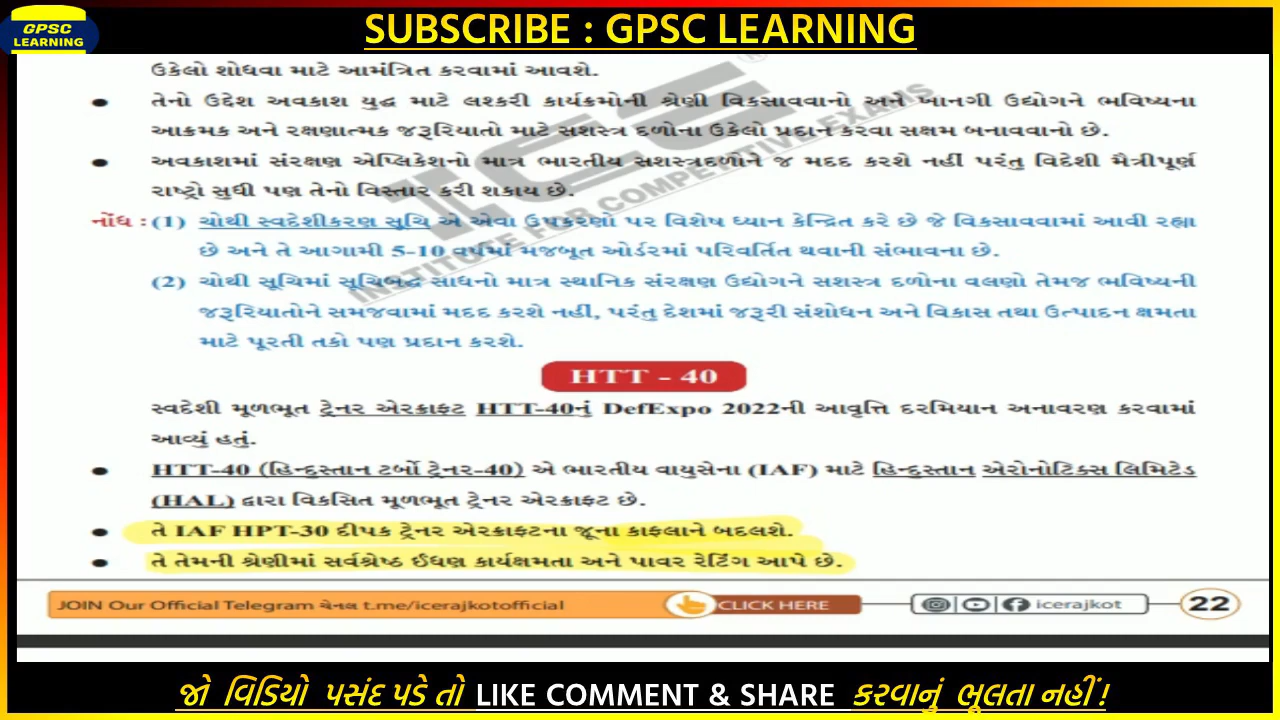 GPSC
LEARNING
SUBSCRIBE : GPSC LEARNING
ઉકેલો શોધવા માટે આમંત્રિત કરવામાં આવશે.
● તેનો ઉદ્દેશ અવકાશ યુદ્ધ માટે લશ્કરી કાર્યક્રમોની શ્રેણી વિકસાવવાનો અને ખાનગી ઉદ્યોગને ભવિષ્યના
આક્રમક અને રક્ષણાત્મક જરૂરિયાતો માટે સશસ્ત્ર દળોના ઉકેલો પ્રદાન કરવા સક્ષમ બનાવવાનો છે.
● અવકાશમાં સંરક્ષણ એપ્લિકેશનો માત્ર ભારતીય સશસ્ત્રદળોને જ મદદ કરશે નહીં પરંતુ વિદેશી મૈત્રીપૂર્ણ
રાષ્ટ્રો સુધી પણ તેનો વિસ્તાર કરી શકાય છે.
નોંધ : (1) ચોથી સ્વદેશીકરણ સૂચિ એ એવા ઉપકરણો પર વિશેષ ધ્યાન કેન્દ્રિત કરે છે જે વિકસાવવામાં આવી રહ્યા
છે અને તે આગામી 5-10 વર્ષમાં મજબૂત ઓર્ડરમાં પરિવર્તિત થવાની સંભાવના છે.
(2) ચોથી સૂચિમાં સૂચિબદ્ધ સાધનો માત્ર સ્થાનિક સંરક્ષણ ઉદ્યોગને સશસ્ત્ર દળોના વલણો તેમજ ભવિષ્યની
જરૂરિયાતોને સમજવામાં મદદ કરશે નહીં, પરંતુ દેશમાં જરૂરી સંશોધન અને વિકાસ તથા ઉત્પાદન ક્ષમતા
માટે પૂરતી તકો પણ પ્રદાન કરશે.
INSTITUTE FOR COMPETITIVE EXAMS
HTT - 40
સ્વદેશી મૂળભૂત ટ્રેનર એરક્રાફ્ટ HTT-40નું DefExpo 2022ની આવૃત્તિ દરમિયાન અનાવરણ કરવામાં
આવ્યું હતું.
● HTT-40 (હિન્દુસ્તાન ટર્બો ટ્રેનર-40) એ ભારતીય વાયુસેના (IAF) માટે હિન્દુસ્તાન એરોનોટિક્સ લિમિટેડ
(HAL) દ્વારા વિકસિત મૂળભૂત ટ્રેનર એરક્રાફ્ટ છે.
● તે IAF HPT-30 દીપક ટ્રેનર એરક્રાફ્ટના જૂના કાફલાને બદલશે.
● તે તેમની શ્રેણીમાં સર્વશ્રેષ્ઠ ઈંધણ કાર્યક્ષમતા અને પાવર રેટિંગ આપે છે.
JOIN Our Official Telegram ચેનલ t.me/icerajkotofficial CLICK HERE icerajkot 22
જો વિડિયો પસંદ પડે તો LIKE COMMENT & SHARE કરવાનું ભૂલતા નહીં !